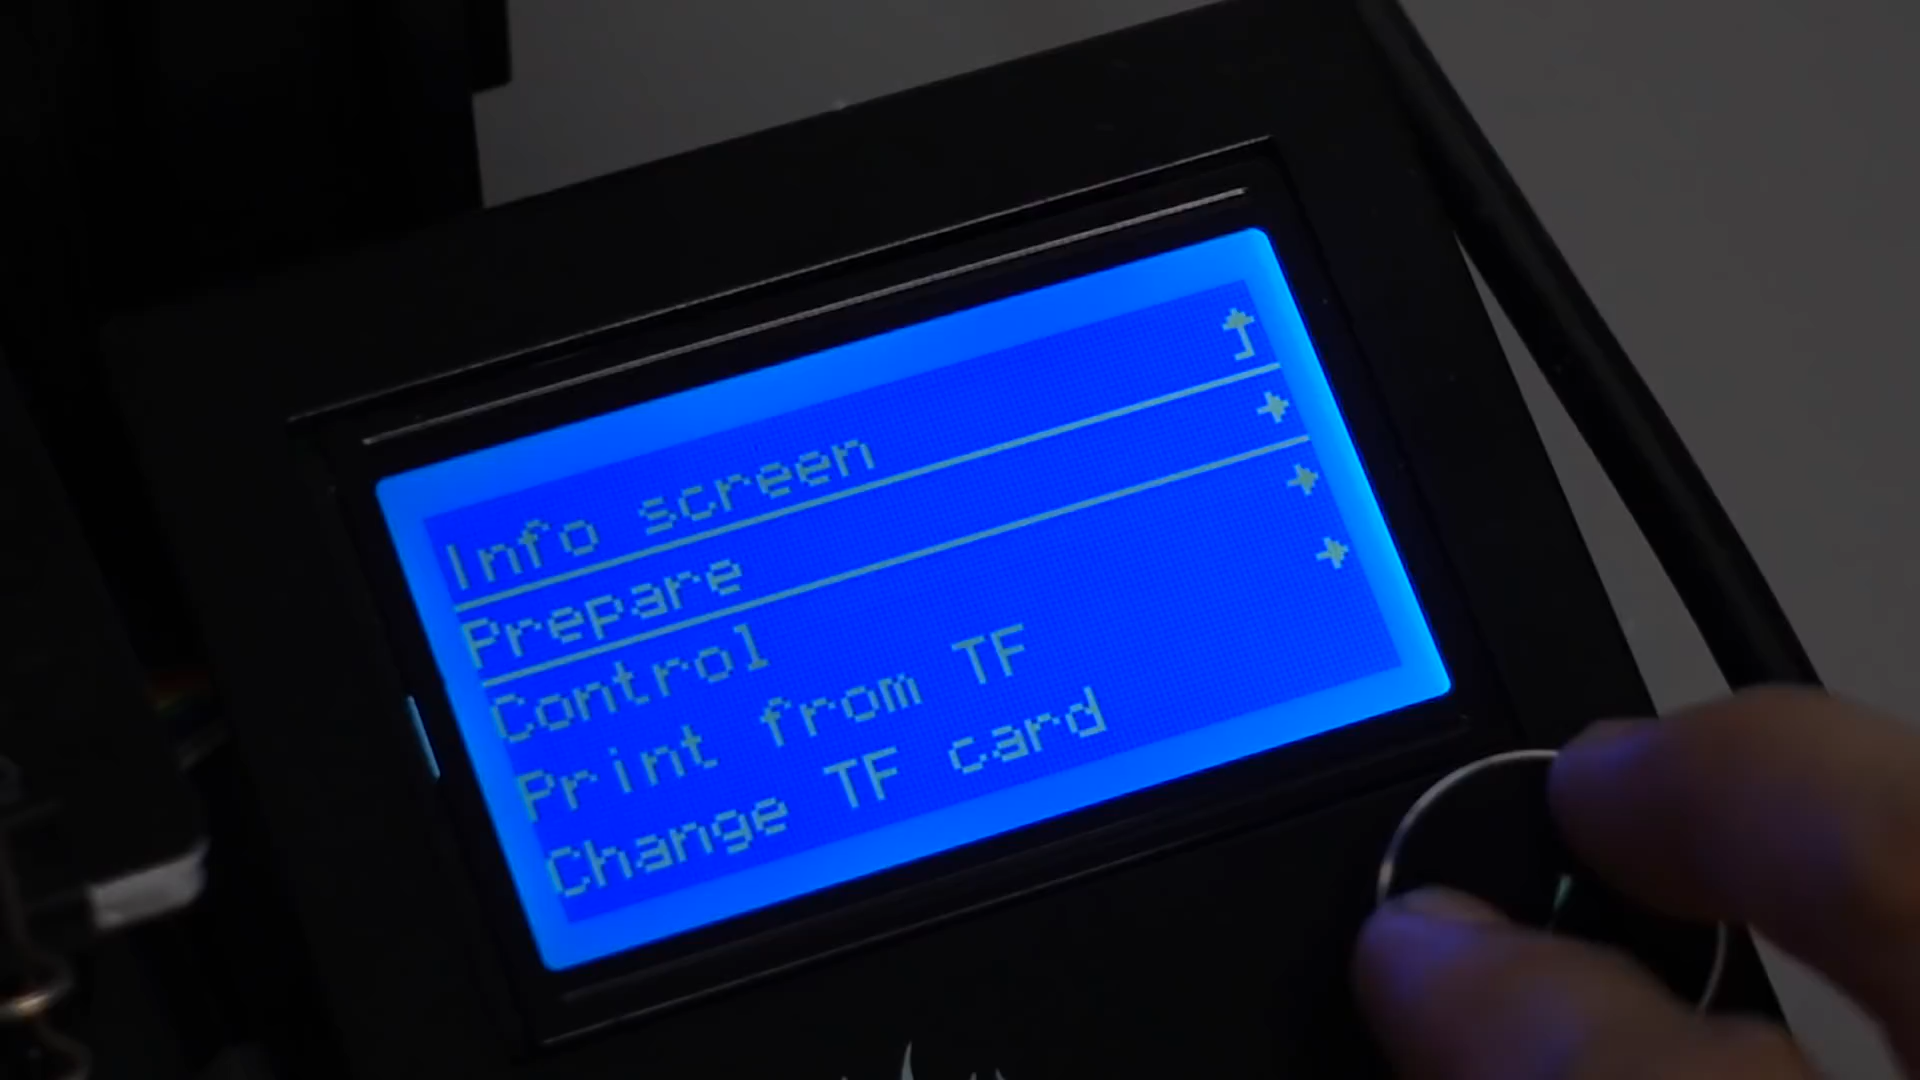 Info screen
Prepare
Control
Print from TF
Change TF card